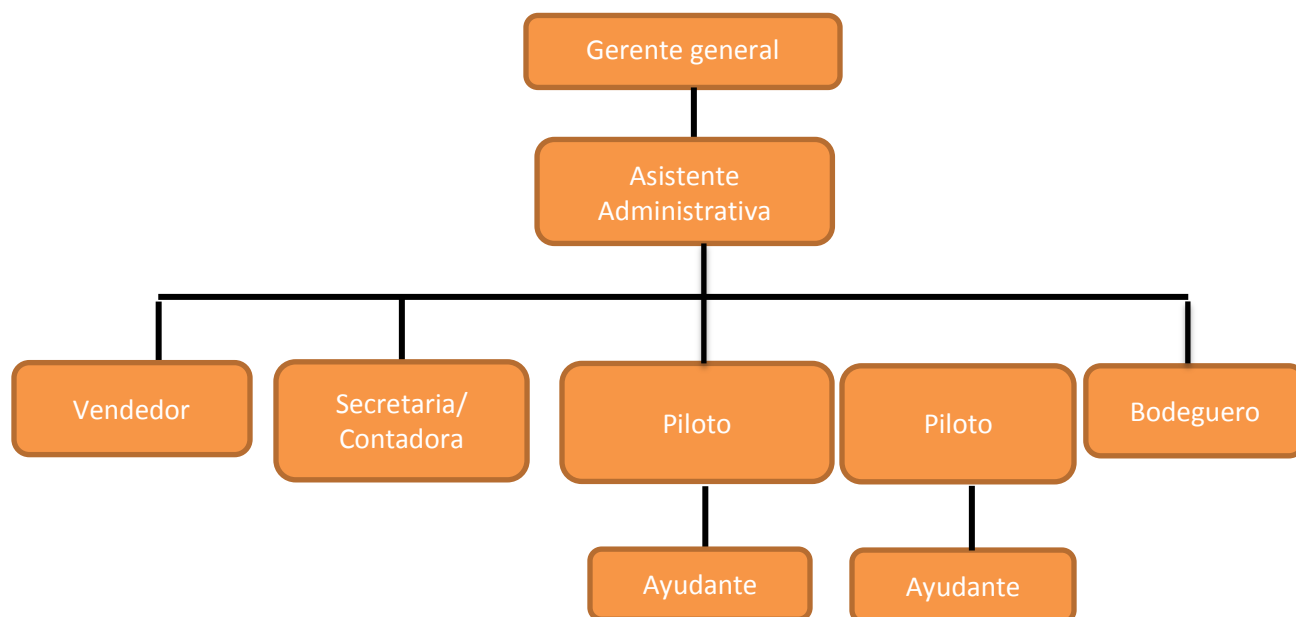 Gerente general
Asistente
Administrativa
Vendedor
Secretaria/
Contadora
Piloto
Piloto
Bodeguero
Ayudante
Ayudante